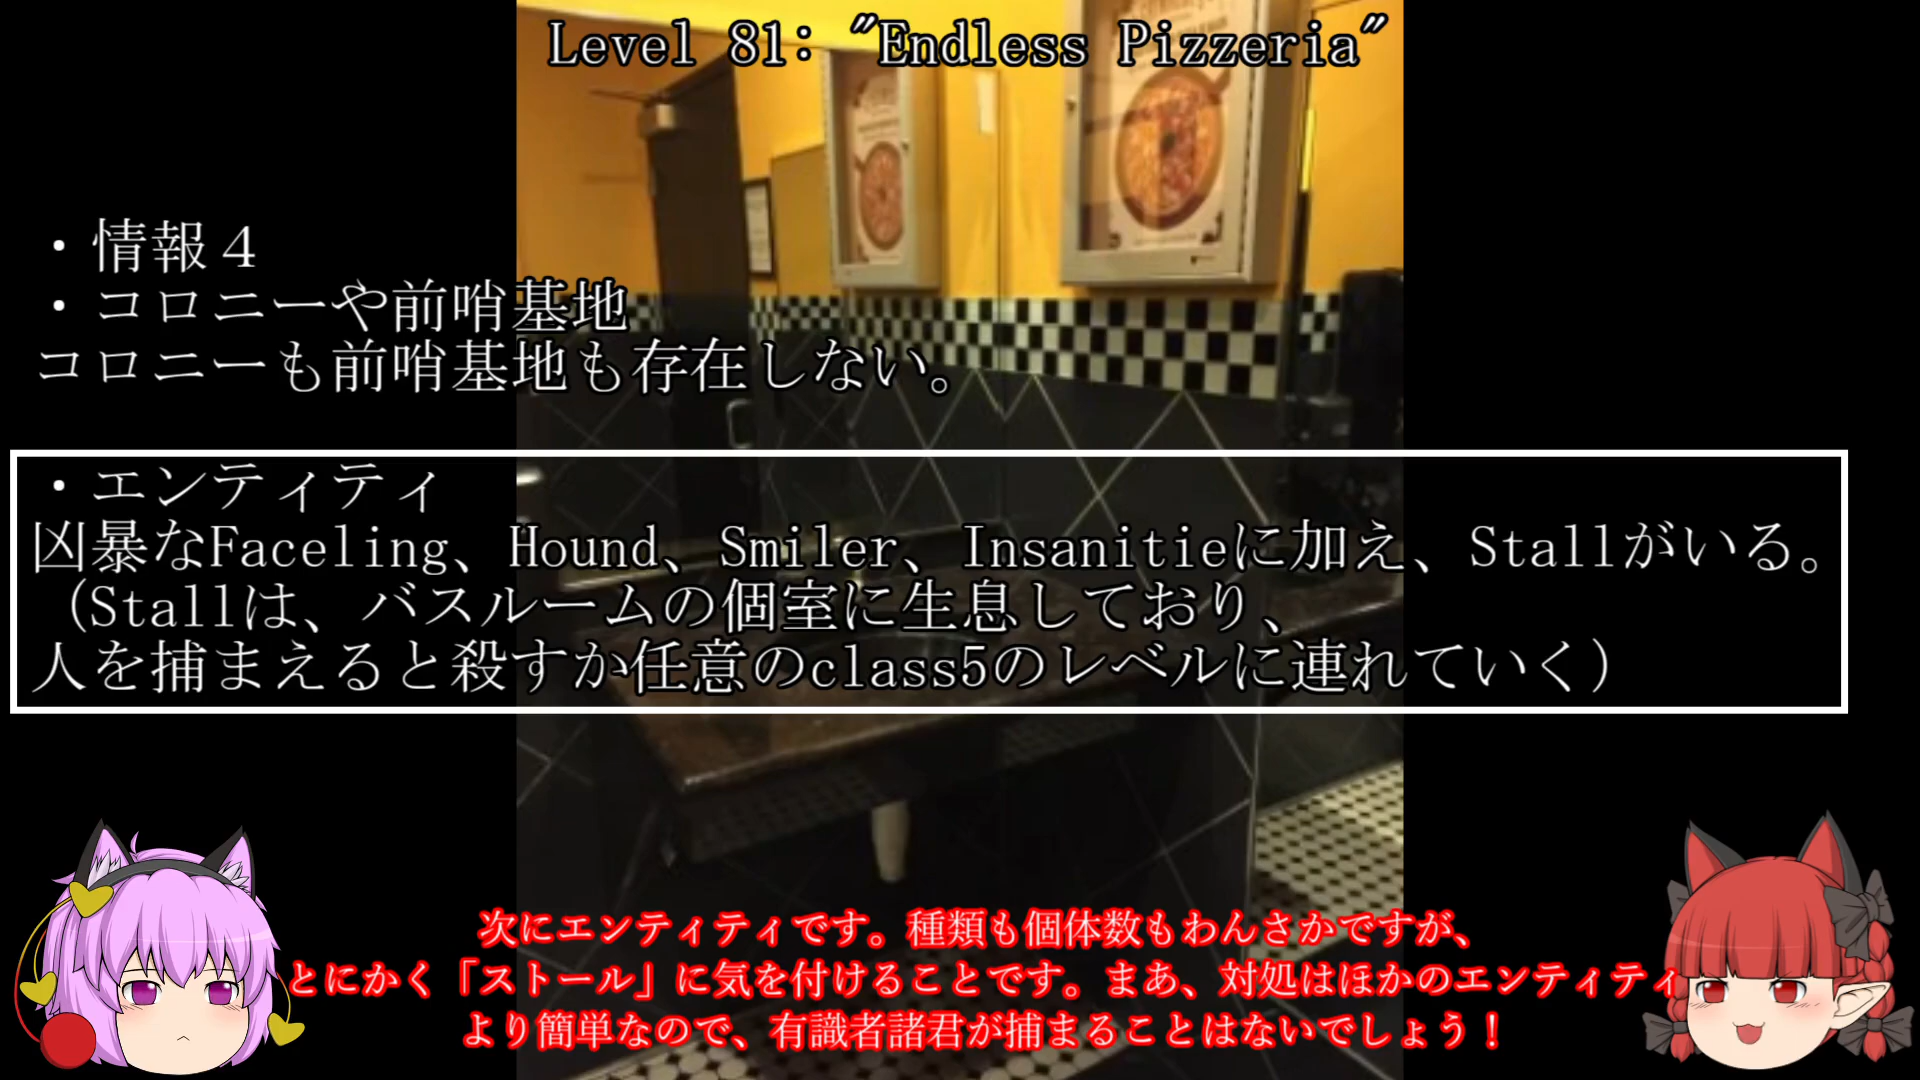 Level 81: "Endless Pizzeria"
・情報４
・コロニーや前哨基地
コロニーも前哨基地も存在しない。
・エンティティ
凶暴なFaceling、Hound、Smiler、Insanitieに加え、Stallがいる。
（Stallは、バスルームの個室に生息しており、
人を捕まえると殺すか任意のclass5のレベルに連れていく）
次にエンティティです。種類も個体数もわんさかですが、
とにかく「ストール」に気を付けることです。まあ、対処はほかのエンティティ
より簡単なので、有識者諸君が捕まることはないでしょう！